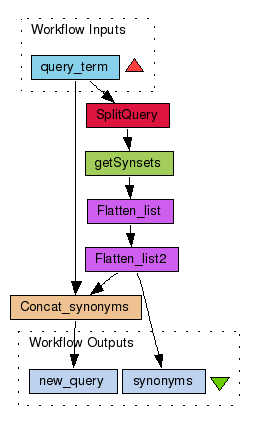 Workflow Inputs
query_term
SplitQuery
getSynsets
Flatten_list
Flatten_list2
Concat_synonyms
Workflow Outputs
new_query
synonyms